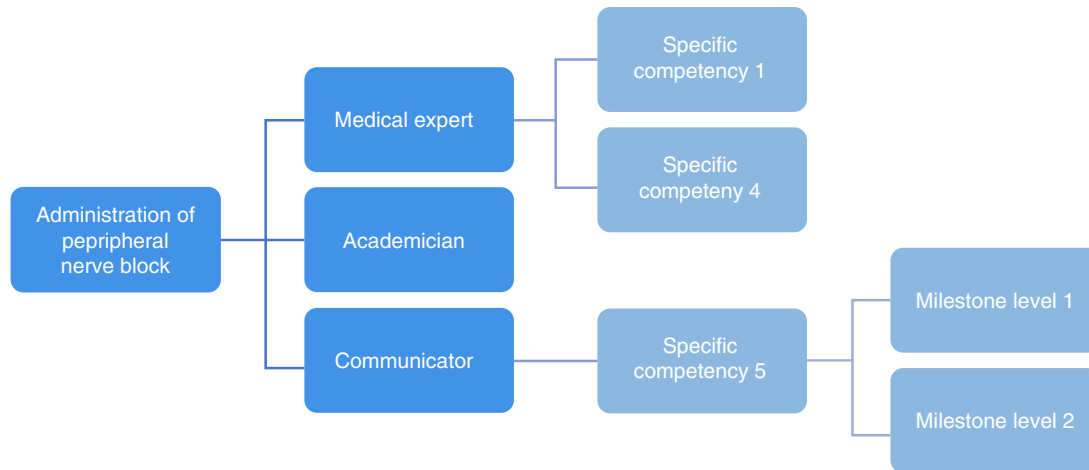 Administration of
pepripheral
nerve block
Medical expert
Academician
Communicator
Specific
competency 1
Specific
competeny 4
Specific
competency 5
Milestone level 1
Milestone level 2